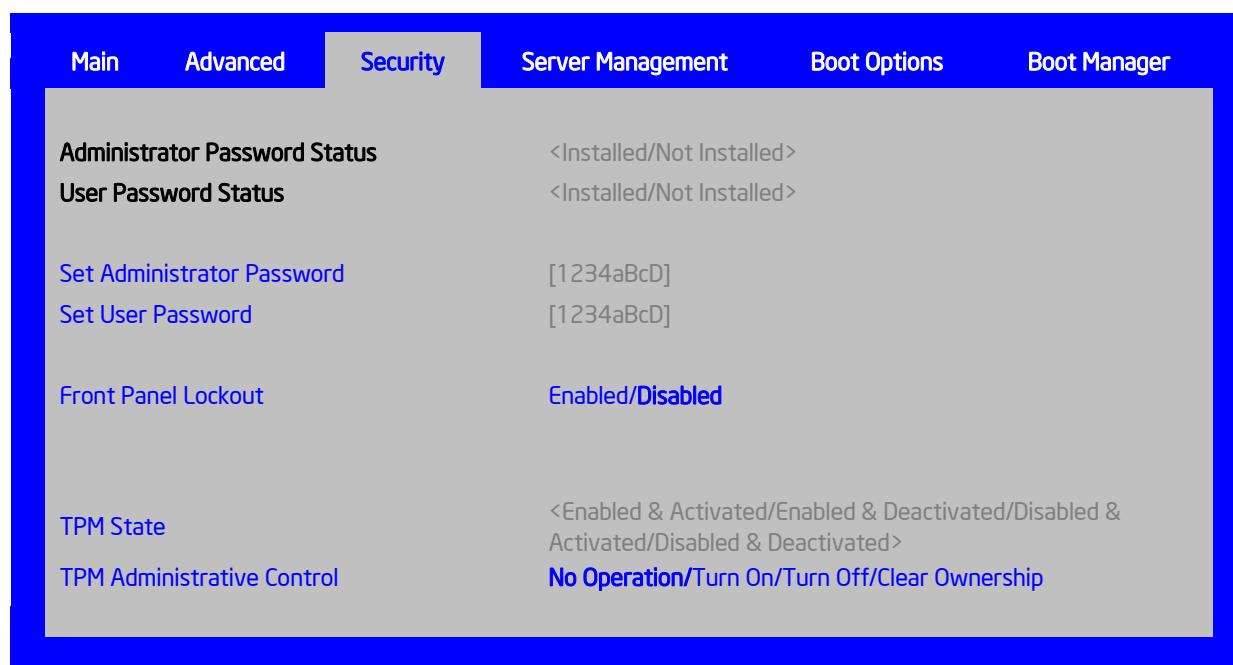 Main Advanced Security Server Management Boot Options Boot Manager
Administrator Password Status <Installed/Not Installed>
User Password Status <Installed/Not Installed>
Set Administrator Password [1234aBcD]
Set User Password [1234aBcD]
Front Panel Lockout Enabled/Disabled
TPM State <Enabled & Activated/Enabled & Deactivated/Disabled &
Activated/Disabled & Deactivated>
TPM Administrative Control No Operation/Turn On/Turn Off/Clear Ownership